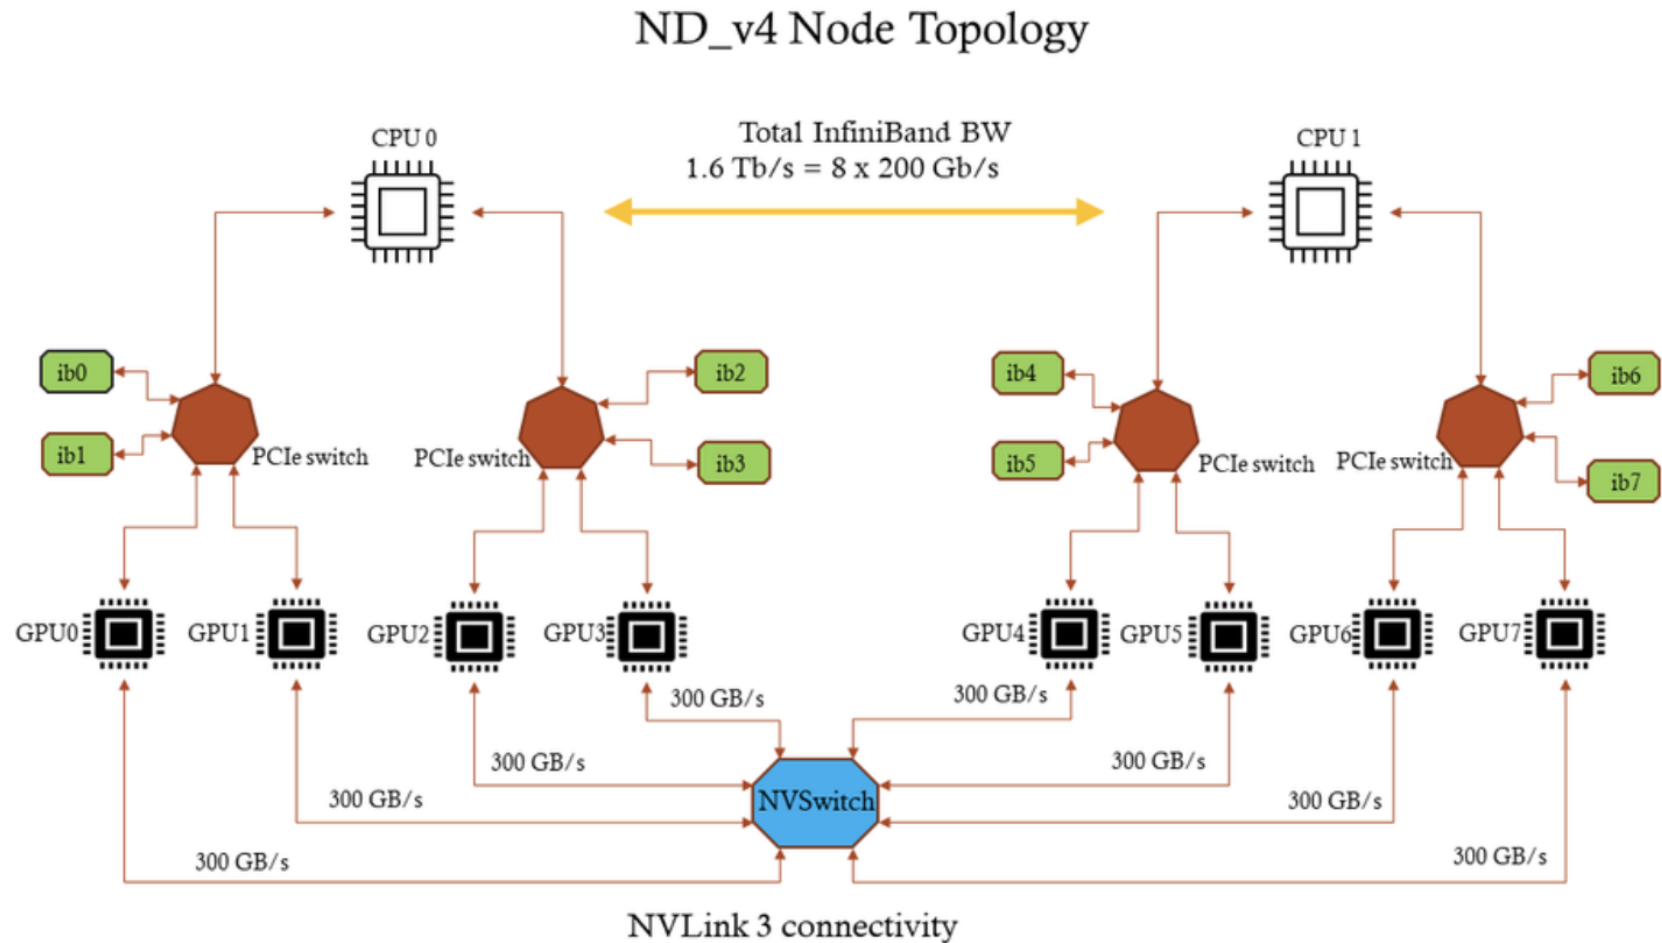 ND_v4 Node Topology
CPU 0
Total InfiniBand BW
1.6 Tb/s = 8 x 200 Gb/s
CPU 1
ib0
ib1
PCIe switch
PCIe switch
ib2
ib3
ib4
ib5
PCIe switch
PCIe switch
ib6
ib7
GPU0
GPU1
GPU2
GPU3
GPU4
GPU5
GPU6
GPU7
300 GB/s
300 GB/s
300 GB/s
300 GB/s
300 GB/s
300 GB/s
300 GB/s
300 GB/s
NVSwitch
NVLink 3 connectivity